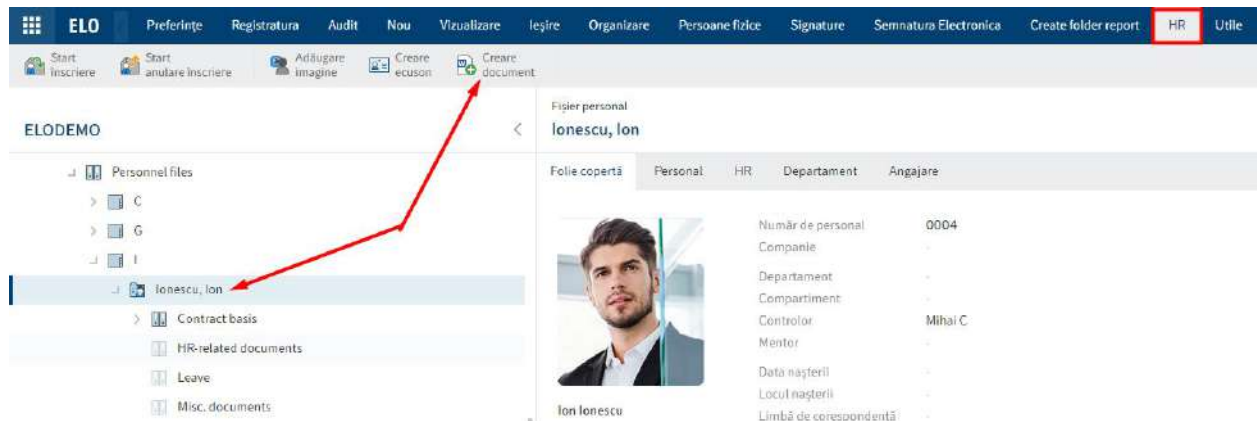 ELO Preferințe Registratura Audit Nou Vizualizare Ieșire Organizare Persoane fizice Signature Semnatura Electronica Create folder report HR Utile
Start înscriere
Start anulare înscriere
Adăugare imagine
Creare ecuson
Creare document
ELODEMO
Personnel files
C
G
I
Ionescu, Ion
Contract basis
HR-related documents
Leave
Misc. documents
Fișier personal
Ionescu, Ion
Folie copertă Personal HR Departament Angajare
Număr de personal 0004
Companie -
Departament -
Compartiment -
Controlor Mihai C
Mentor -
Data nașterii -
Locul nașterii -
Limbă de corespondentă -
Ion Ionescu